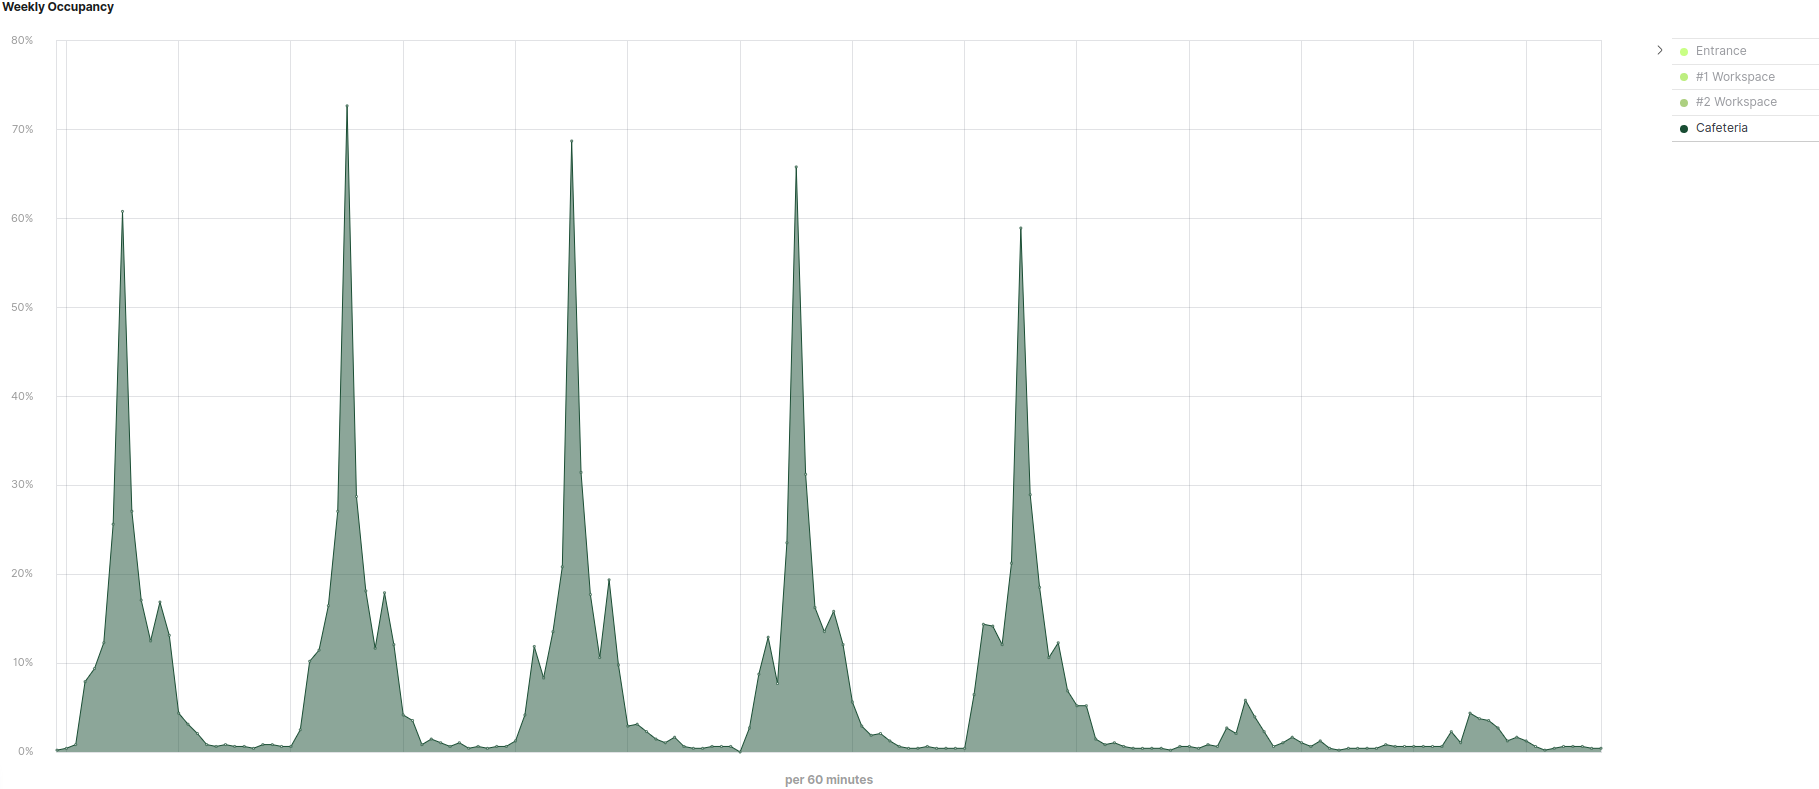 Weekly Occupancy
80%
70%
60%
50%
40%
30%
20%
10%
0%
per 60 minutes
Entrance
#1 Workspace
#2 Workspace
Cafeteria